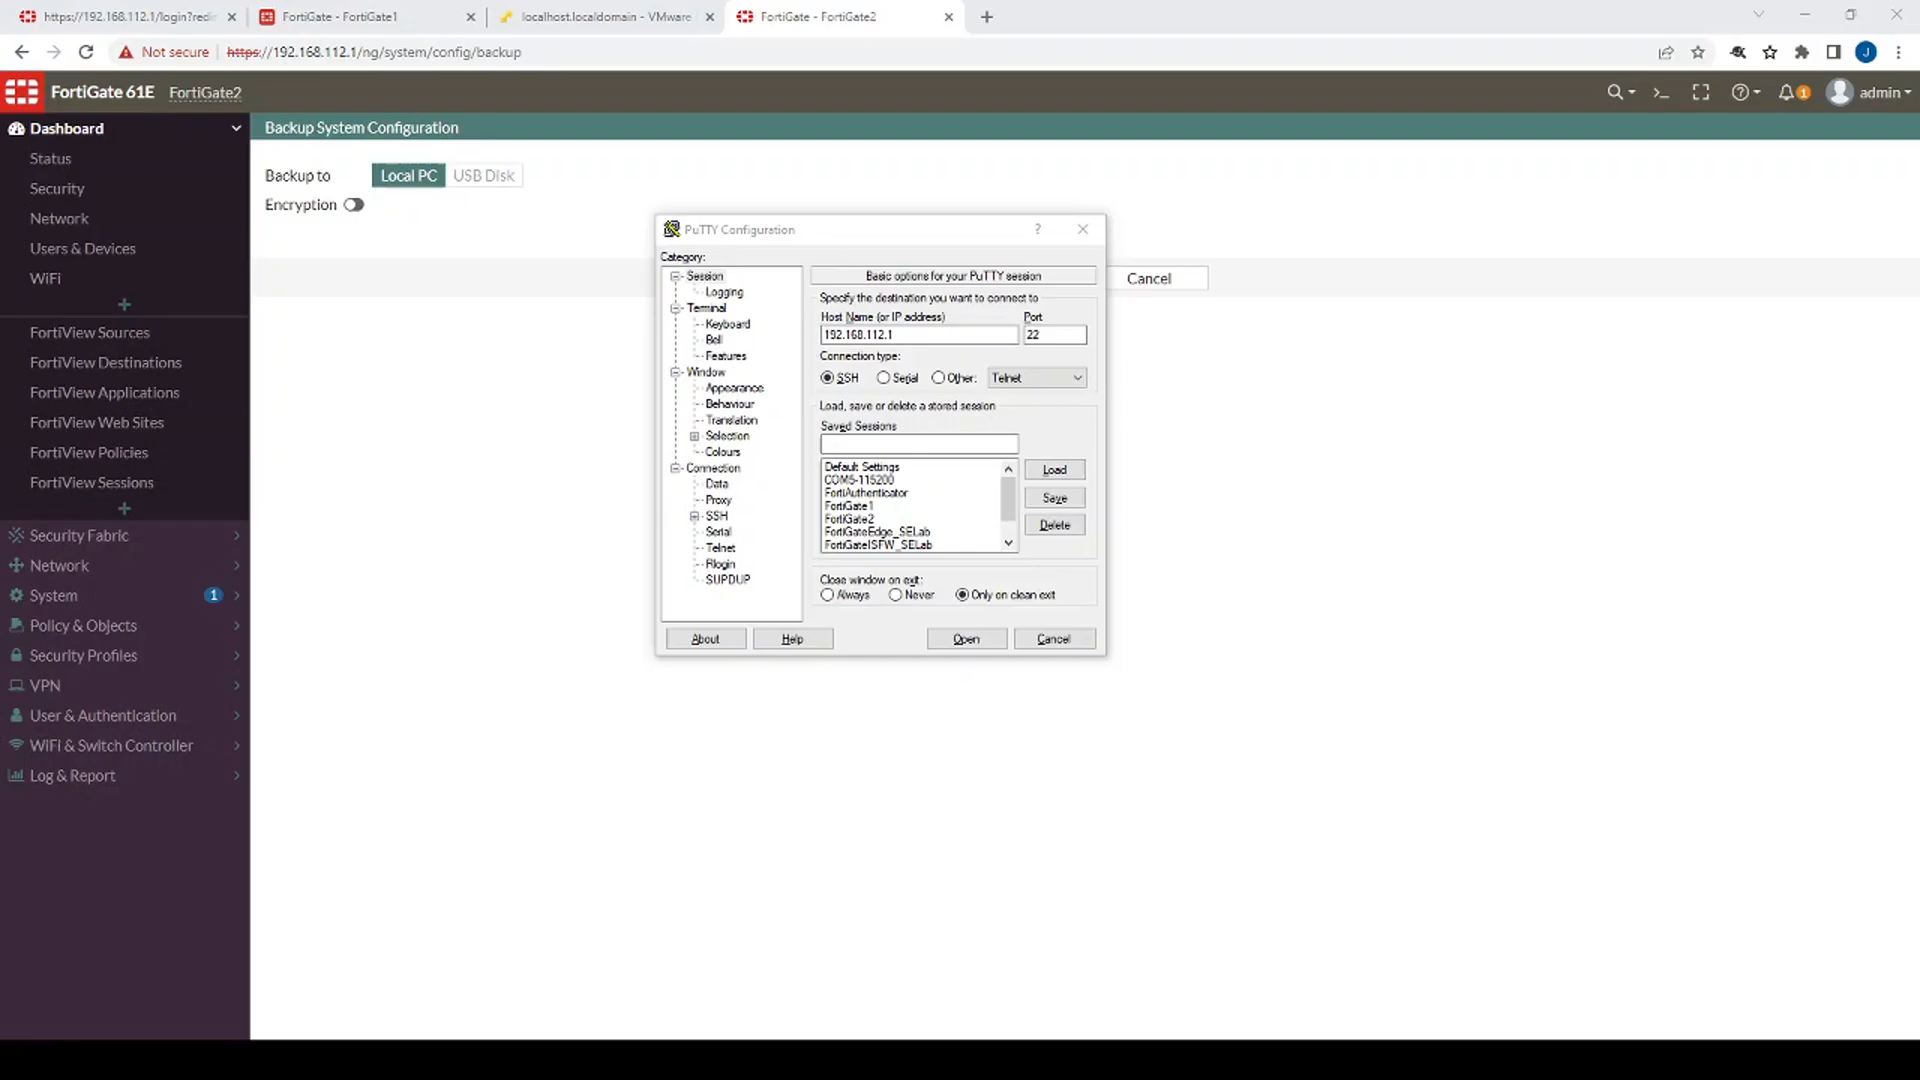 https://192.168.112.1/login?redi
FortiGate - FortiGate1
localhost.localdomain - VMware
FortiGate - FortiGate2
Not secure
https://192.168.112.1/ng/system/config/backup
J
FortiGate 61E
FortiGate2
1
admin
Dashboard
Backup System Configuration
Status
Security
Network
Users & Devices
WiFi
FortiView Sources
FortiView Destinations
FortiView Applications
FortiView Web Sites
FortiView Policies
FortiView Sessions
Security Fabric
Network
System
1
Policy & Objects
Security Profiles
VPN
User & Authentication
WiFi & Switch Controller
Log & Report
Backup to
Local PC
USB Disk
Encryption
Cancel
PuTTY Configuration
?
Category:
Session
Logging
Terminal
Keyboard
Bell
Features
Window
Appearance
Behaviour
Translation
Selection
Colours
Connection
Data
Proxy
SSH
Serial
Telnet
Rlogin
SUPDUP
Basic options for your PuTTY session
Specify the destination you want to connect to
Host Name (or IP address)
Port
192.168.112.1
22
Connection type:
SSH
Serial
Other:
Telnet
Load, save or delete a stored session
Saved Sessions
Default Settings
COM5-115200
FortiAuthenticator
FortiGate1
FortiGate2
FortiGateEdge_SELab
FortiGateISFW_SELab
Load
Save
Delete
Close window on exit:
Always
Never
Only on clean exit
About
Help
Open
Cancel